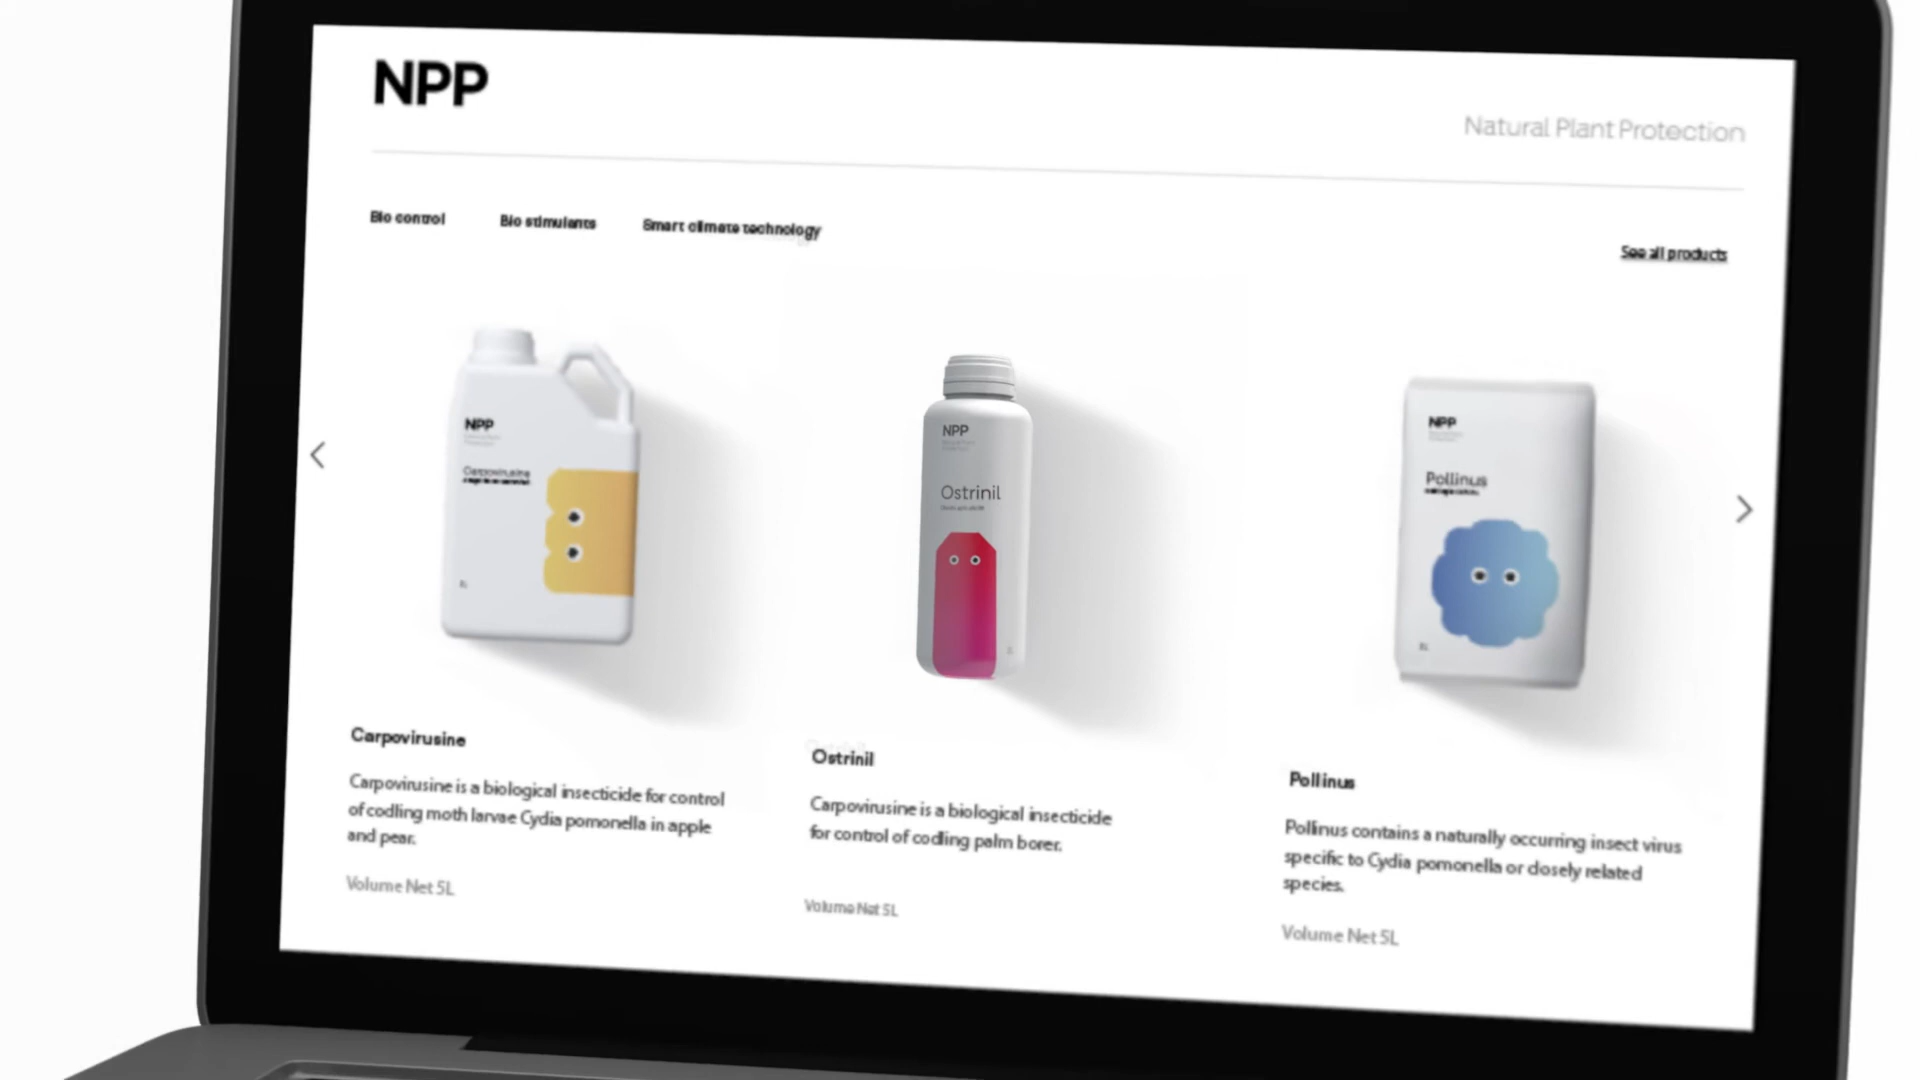 NPP
Natural Plant Protection
Bio control
Bio stimulants
Smart climate technology
See all products
NPP
Carpovirusine
NPP
Ostrinil
NPP
Pollinus
Carpovirusine
Carpovirusine is a biological insecticide for control
of codling moth larvae Cydia pomonella in apple
and pear.
Volume Net 5L
Ostrinil
Carpovirusine is a biological insecticide
for control of codling palm borer.
Volume Net 5L
Pollinus
Pollinus contains a naturally occurring insect virus
specific to Cydia pomonella or closely related
species.
Volume Net 5L